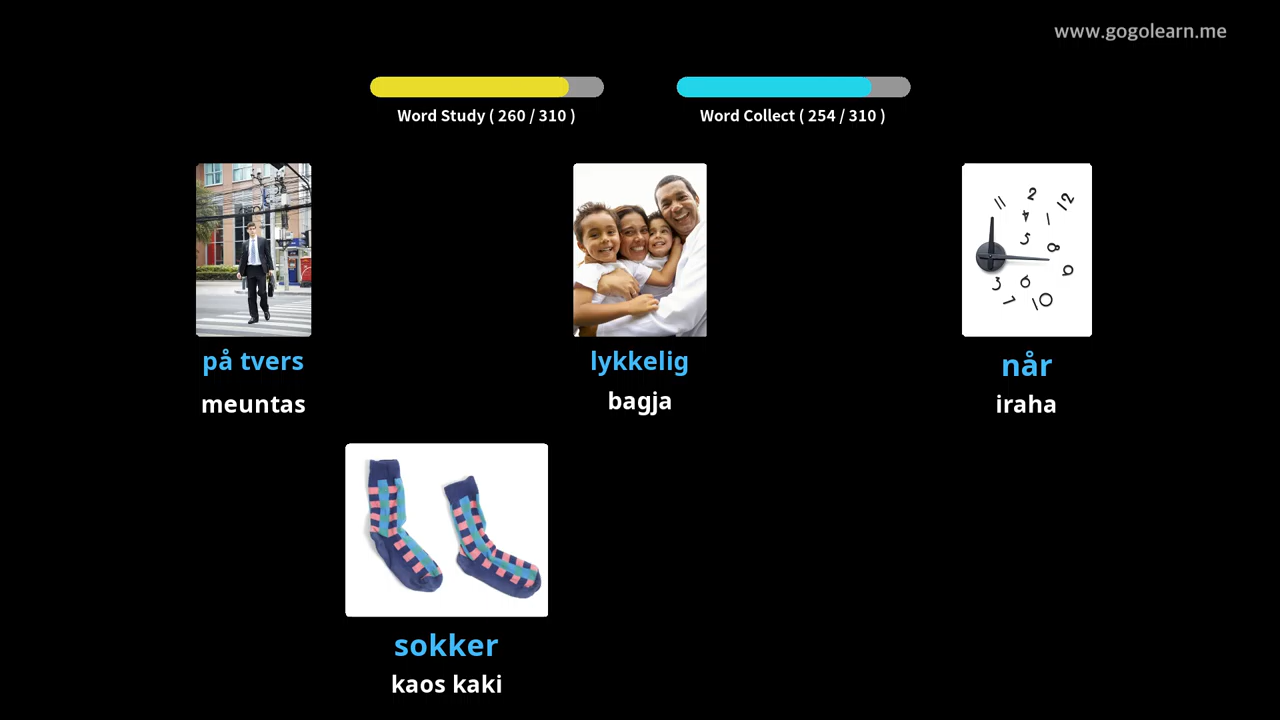 www.gogolearn.me
Word Study ( 260 / 310 )
Word Collect ( 254 / 310 )
på tvers
meuntas
lykkelig
bagja
når
iraha
sokker
kaos kaki